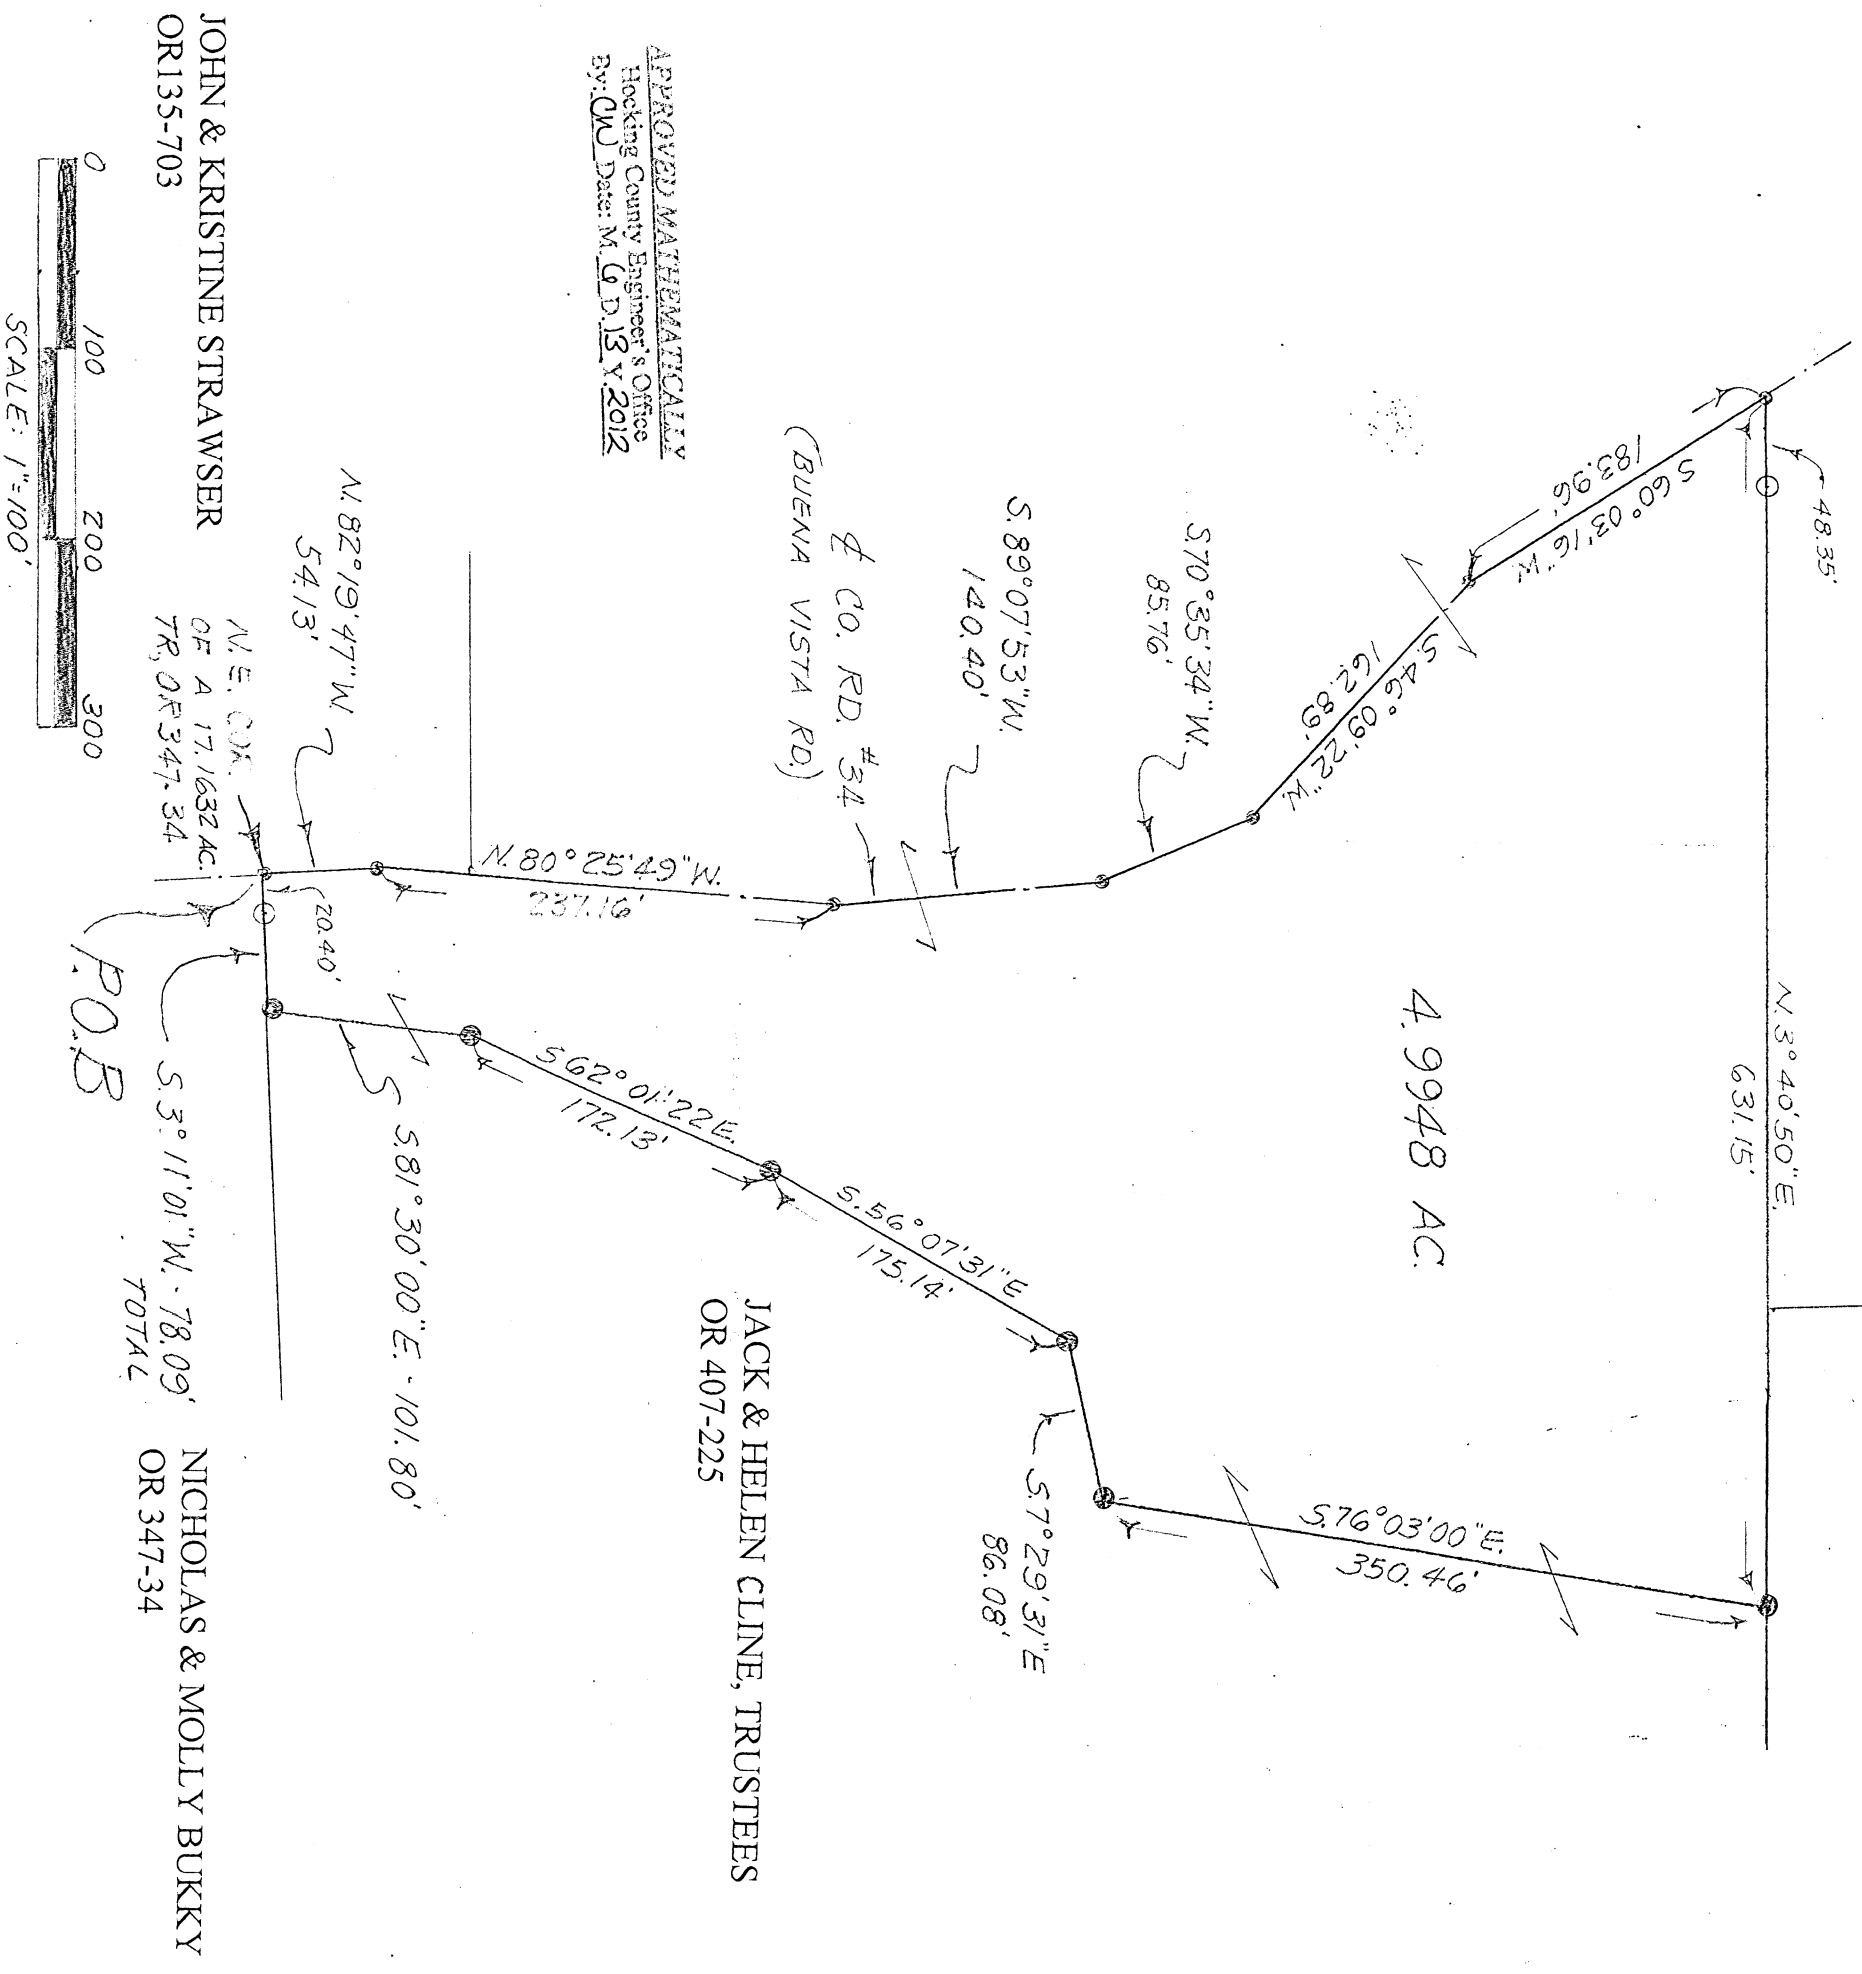 48.35'
N. 3° 40' 50" E.
631.15'
S 60° 03' 16" W.
183.96'
S. 46° 09' 22" W.
162.89'
S. 70° 35' 34" W.
85.76'
S. 89° 07' 53" W.
140.40'
℄ CO. RD. #34
(BUENA VISTA RD.)
4.9948 AC.
S. 76° 03' 00" E.
350.46'
S. 7° 29' 31" E
86.08'
S. 56° 07' 31" E
175.14'
S 62° 01' 22 E.
172.13'
S. 81° 30' 00" E. - 101.80'
JACK & HELEN CLINE, TRUSTEES
OR 407-225
APPROVED MATHEMATICALLY
Hocking County Engineer's Office
By: CW Date: M. 6 D. 13 Y. 2012
N. 80° 25' 49" W.
237.16'
N. 82° 19' 47" W.
54.13'
20.40'
N.E. COR.
OF A 17.1632 AC.
TR, OR 347-34
P.O.B
S. 3° 11' 01" W. - 78.09'
TOTAL
JOHN & KRISTINE STRAWSER
OR135-703
NICHOLAS & MOLLY BUKKY
OR 347-34
0 100 200 300
SCALE: 1"=100'